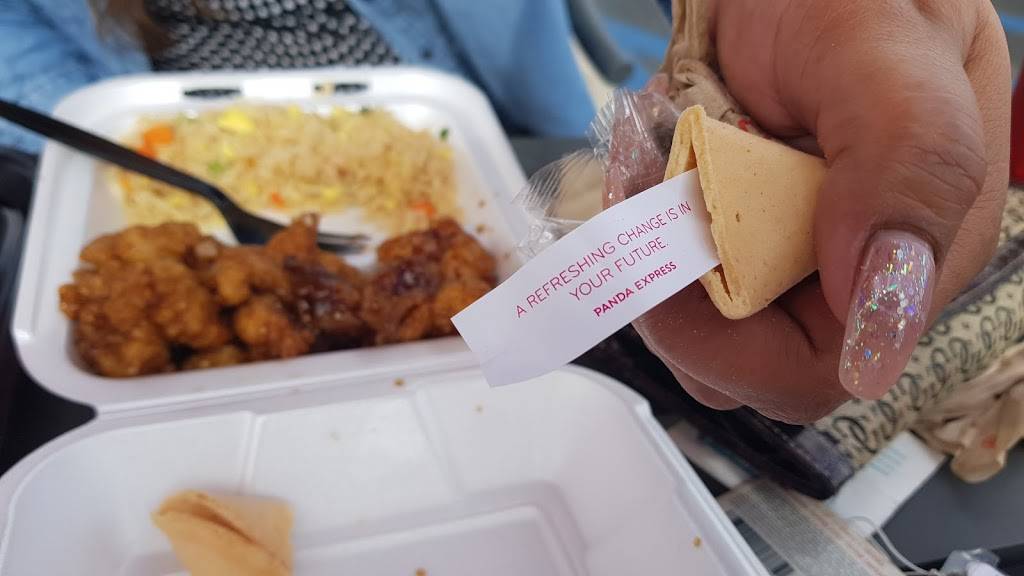 A REFRESHING CHANGE IS IN
YOUR FUTURE.
PANDA EXPRESS